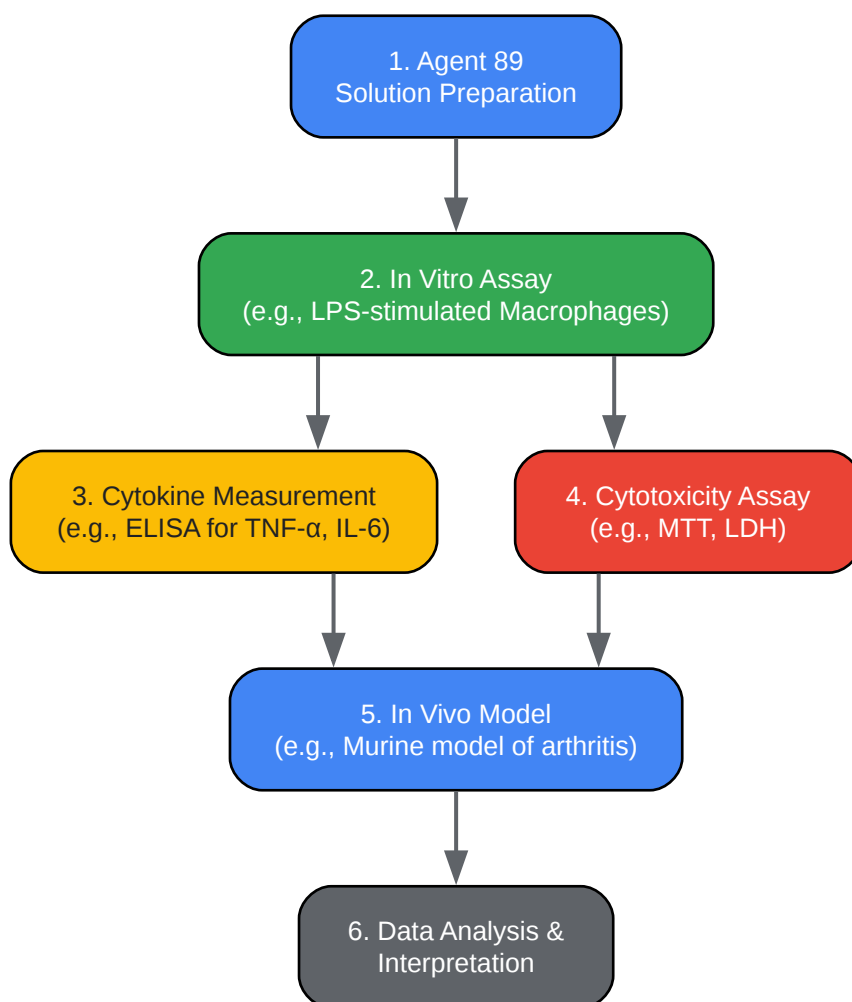 1. Agent 89
Solution Preparation
2. In Vitro Assay
(e.g., LPS-stimulated Macrophages)
3. Cytokine Measurement
(e.g., ELISA for TNF-α, IL-6)
4. Cytotoxicity Assay
(e.g., MTT, LDH)
5. In Vivo Model
(e.g., Murine model of arthritis)
6. Data Analysis &
Interpretation